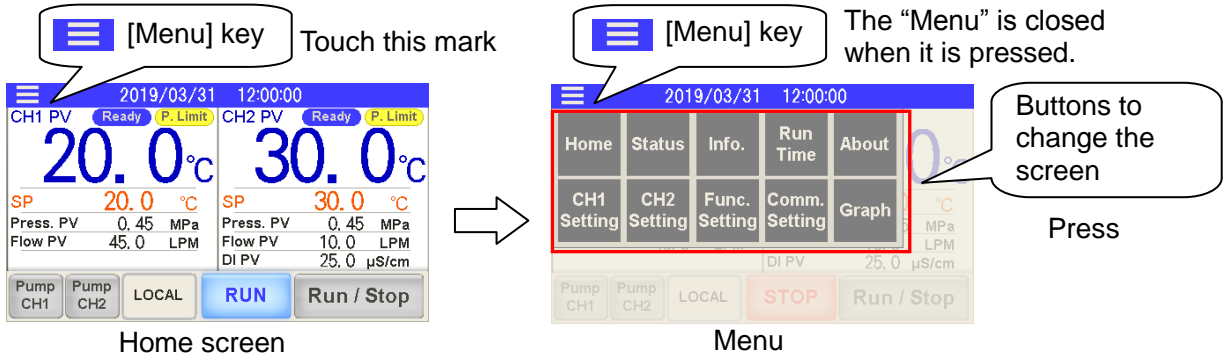 [Menu] key
Touch this mark
2019/03/31 12:00:00
CH1 PV Ready P. Limit
20.0 °C
SP 20.0 °C
Press. PV 0.45 MPa
Flow PV 45.0 LPM
CH2 PV Ready P. Limit
30.0 °C
SP 30.0 °C
Press. PV 0.45 MPa
Flow PV 10.0 LPM
DI PV 25.0 µS/cm
Pump CH1
Pump CH2
LOCAL
RUN
Run / Stop
Home screen
[Menu] key
The “Menu” is closed
when it is pressed.
2019/03/31 12:00:00
Home Status Info. Run Time About
CH1 Setting CH2 Setting Func. Setting Comm. Setting Graph
°C
°C
MPa
LPM
DI PV 25.0 µS/cm
Pump CH1
Pump CH2
LOCAL
STOP
Run / Stop
Menu
Buttons to
change the
screen
Press